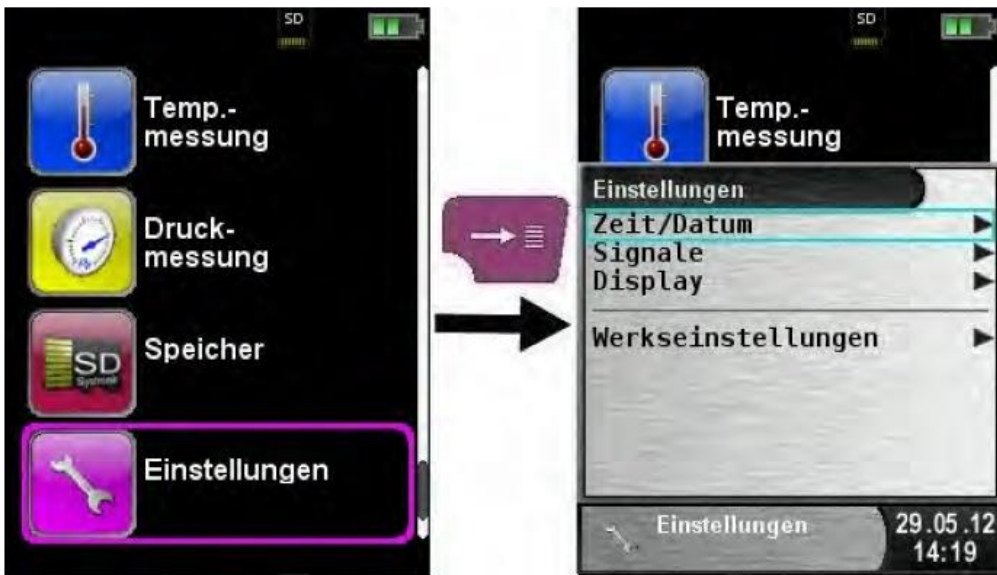 SD
Temp.-
messung
Druck-
messung
SD
Speicher
Einstellungen
SD
Temp.-
messung
Einstellungen
Zeit/Datum
Signale
Display
Werkseinstellungen
Einstellungen
29.05.12
14:19